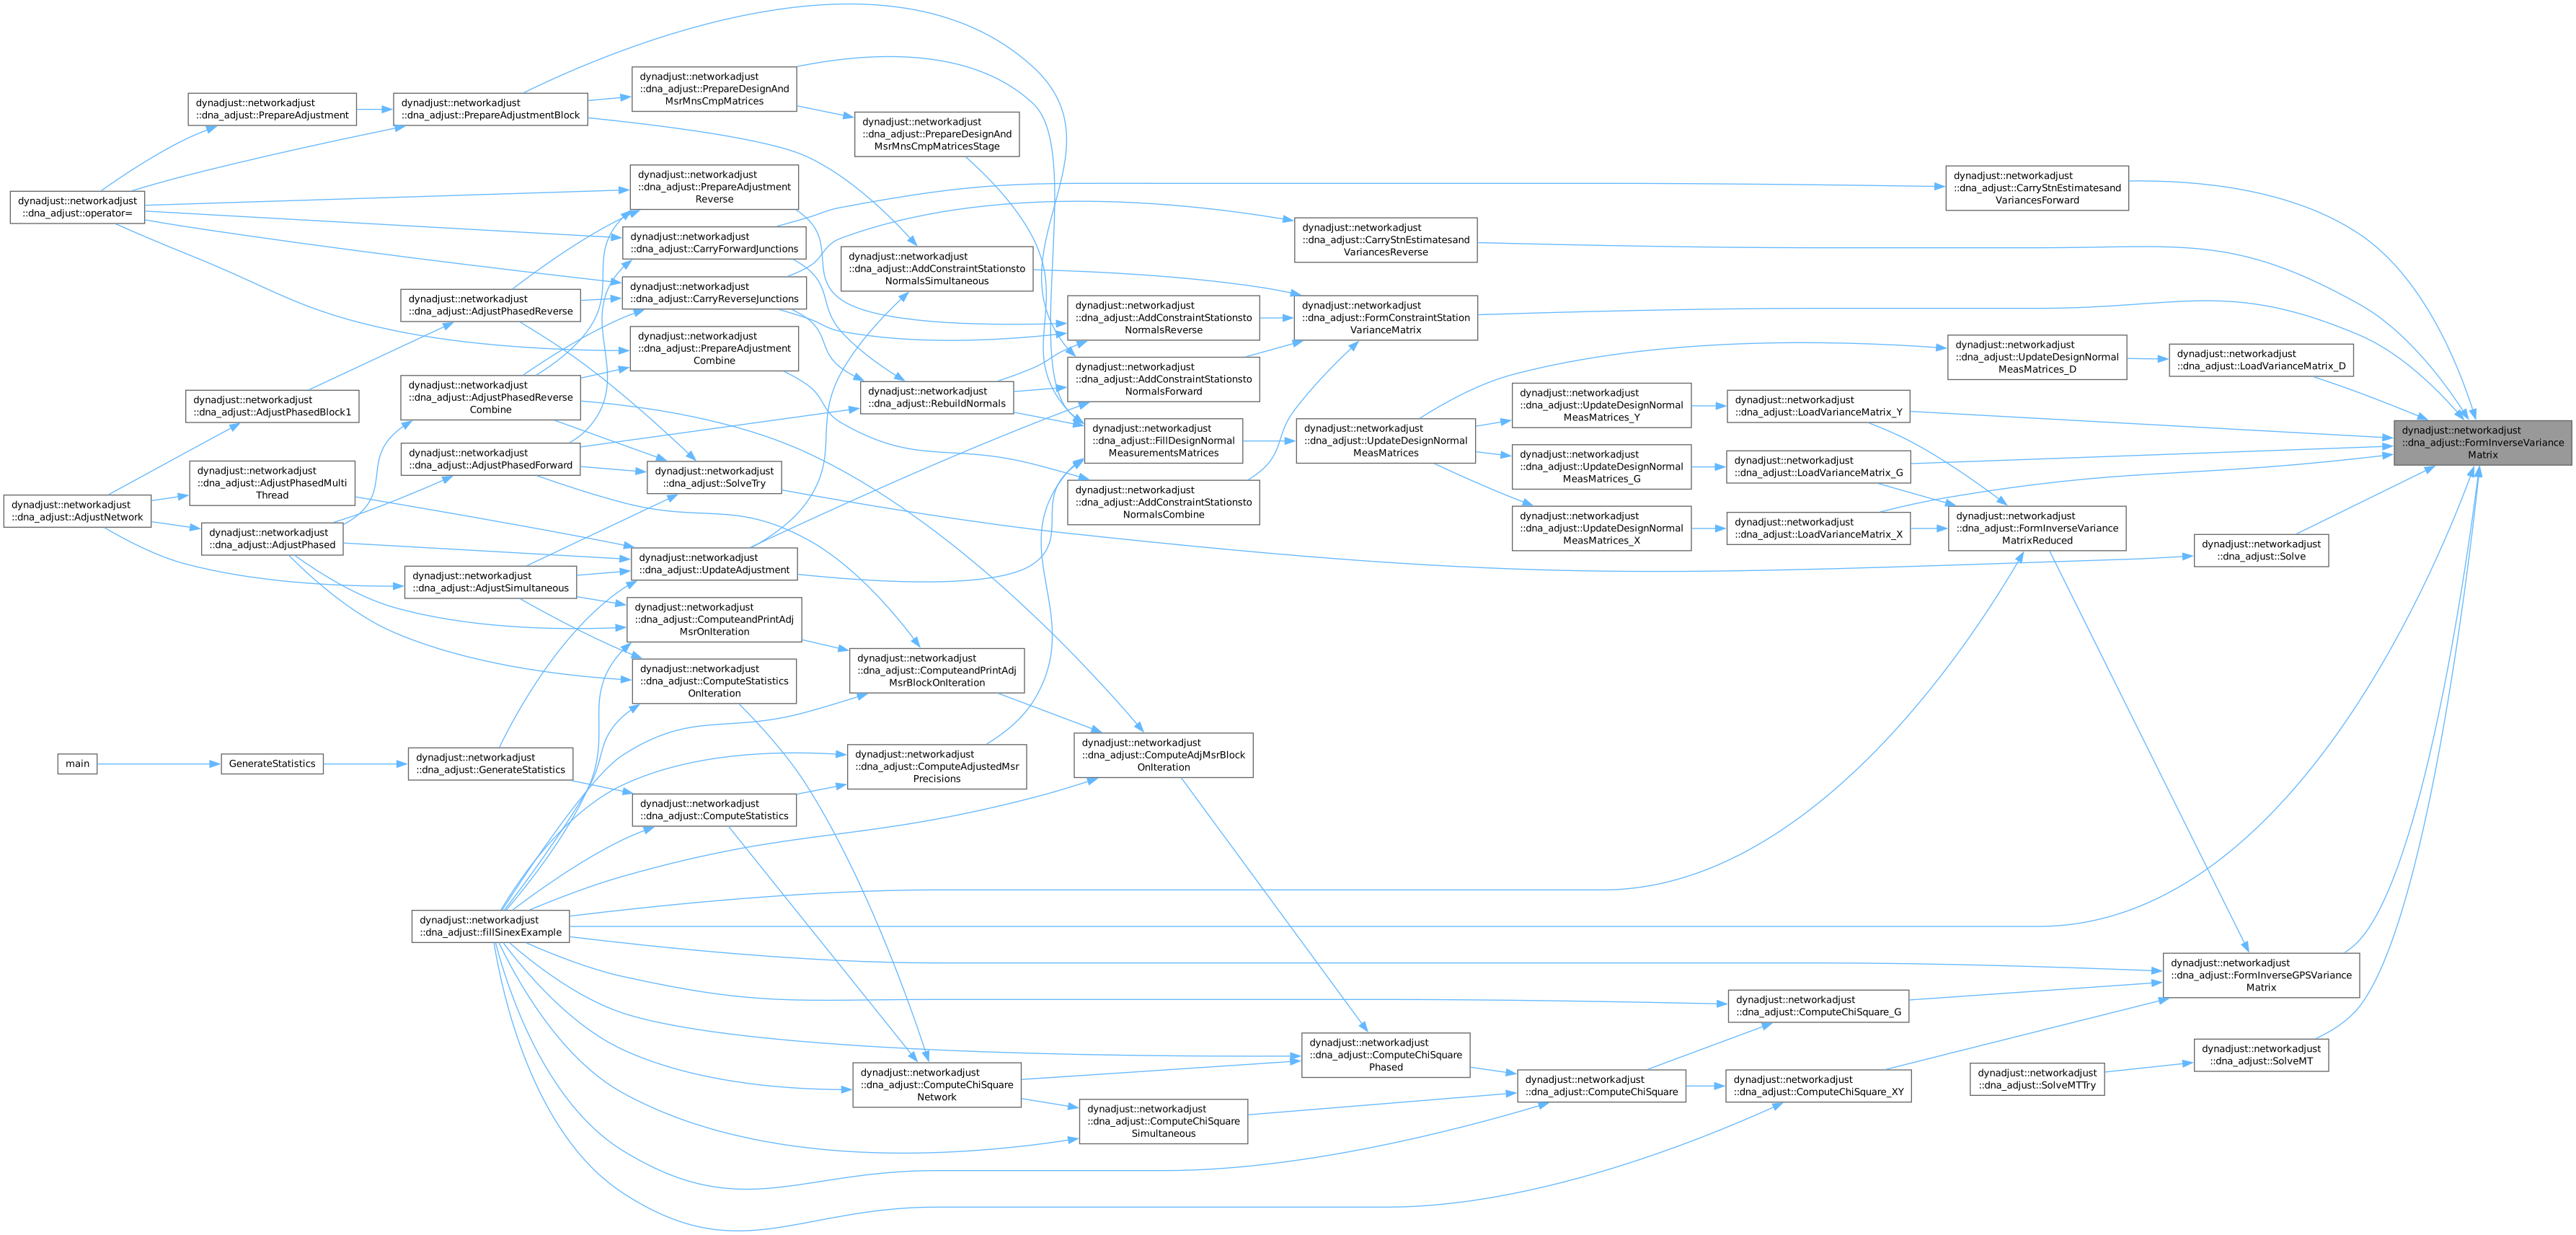 dynadjust::networkadjust
::dna_adjust::PrepareAdjustment
dynadjust::networkadjust
::dna_adjust::PrepareAdjustmentBlock
dynadjust::networkadjust
::dna_adjust::PrepareDesignAnd
MsrMnsCmpMatrices
dynadjust::networkadjust
::dna_adjust::PrepareDesignAnd
MsrMnsCmpMatricesStage
dynadjust::networkadjust
::dna_adjust::operator=
dynadjust::networkadjust
::dna_adjust::PrepareAdjustment
Reverse
dynadjust::networkadjust
::dna_adjust::CarryStnEstimatesand
VariancesForward
dynadjust::networkadjust
::dna_adjust::CarryForwardJunctions
dynadjust::networkadjust
::dna_adjust::CarryStnEstimatesand
VariancesReverse
dynadjust::networkadjust
::dna_adjust::AddConstraintStationsto
NormalsSimultaneous
dynadjust::networkadjust
::dna_adjust::CarryReverseJunctions
dynadjust::networkadjust
::dna_adjust::AdjustPhasedReverse
dynadjust::networkadjust
::dna_adjust::AddConstraintStationsto
NormalsReverse
dynadjust::networkadjust
::dna_adjust::FormConstraintStation
VarianceMatrix
dynadjust::networkadjust
::dna_adjust::PrepareAdjustment
Combine
dynadjust::networkadjust
::dna_adjust::UpdateDesignNormal
MeasMatrices_D
dynadjust::networkadjust
::dna_adjust::LoadVarianceMatrix_D
dynadjust::networkadjust
::dna_adjust::AddConstraintStationsto
NormalsForward
dynadjust::networkadjust
::dna_adjust::AdjustPhasedBlock1
dynadjust::networkadjust
::dna_adjust::AdjustPhasedReverse
Combine
dynadjust::networkadjust
::dna_adjust::RebuildNormals
dynadjust::networkadjust
::dna_adjust::UpdateDesignNormal
MeasMatrices_Y
dynadjust::networkadjust
::dna_adjust::LoadVarianceMatrix_Y
dynadjust::networkadjust
::dna_adjust::FillDesignNormal
MeasurementsMatrices
dynadjust::networkadjust
::dna_adjust::UpdateDesignNormal
MeasMatrices
dynadjust::networkadjust
::dna_adjust::FormInverseVariance
Matrix
dynadjust::networkadjust
::dna_adjust::AdjustPhasedForward
dynadjust::networkadjust
::dna_adjust::UpdateDesignNormal
MeasMatrices_G
dynadjust::networkadjust
::dna_adjust::LoadVarianceMatrix_G
dynadjust::networkadjust
::dna_adjust::AdjustPhasedMulti
Thread
dynadjust::networkadjust
::dna_adjust::SolveTry
dynadjust::networkadjust
::dna_adjust::AddConstraintStationsto
NormalsCombine
dynadjust::networkadjust
::dna_adjust::AdjustNetwork
dynadjust::networkadjust
::dna_adjust::AdjustPhased
dynadjust::networkadjust
::dna_adjust::UpdateDesignNormal
MeasMatrices_X
dynadjust::networkadjust
::dna_adjust::LoadVarianceMatrix_X
dynadjust::networkadjust
::dna_adjust::FormInverseVariance
MatrixReduced
dynadjust::networkadjust
::dna_adjust::Solve
dynadjust::networkadjust
::dna_adjust::UpdateAdjustment
dynadjust::networkadjust
::dna_adjust::AdjustSimultaneous
dynadjust::networkadjust
::dna_adjust::ComputeandPrintAdj
MsrOnIteration
dynadjust::networkadjust
::dna_adjust::ComputeStatistics
OnIteration
dynadjust::networkadjust
::dna_adjust::ComputeandPrintAdj
MsrBlockOnIteration
main
GenerateStatistics
dynadjust::networkadjust
::dna_adjust::GenerateStatistics
dynadjust::networkadjust
::dna_adjust::ComputeAdjustedMsr
Precisions
dynadjust::networkadjust
::dna_adjust::ComputeAdjMsrBlock
OnIteration
dynadjust::networkadjust
::dna_adjust::ComputeStatistics
dynadjust::networkadjust
::dna_adjust::fillSinexExample
dynadjust::networkadjust
::dna_adjust::FormInverseGPSVariance
Matrix
dynadjust::networkadjust
::dna_adjust::ComputeChiSquare_G
dynadjust::networkadjust
::dna_adjust::ComputeChiSquare
Phased
dynadjust::networkadjust
::dna_adjust::SolveMT
dynadjust::networkadjust
::dna_adjust::SolveMTTry
dynadjust::networkadjust
::dna_adjust::ComputeChiSquare
Network
dynadjust::networkadjust
::dna_adjust::ComputeChiSquare
dynadjust::networkadjust
::dna_adjust::ComputeChiSquare_XY
dynadjust::networkadjust
::dna_adjust::ComputeChiSquare
Simultaneous